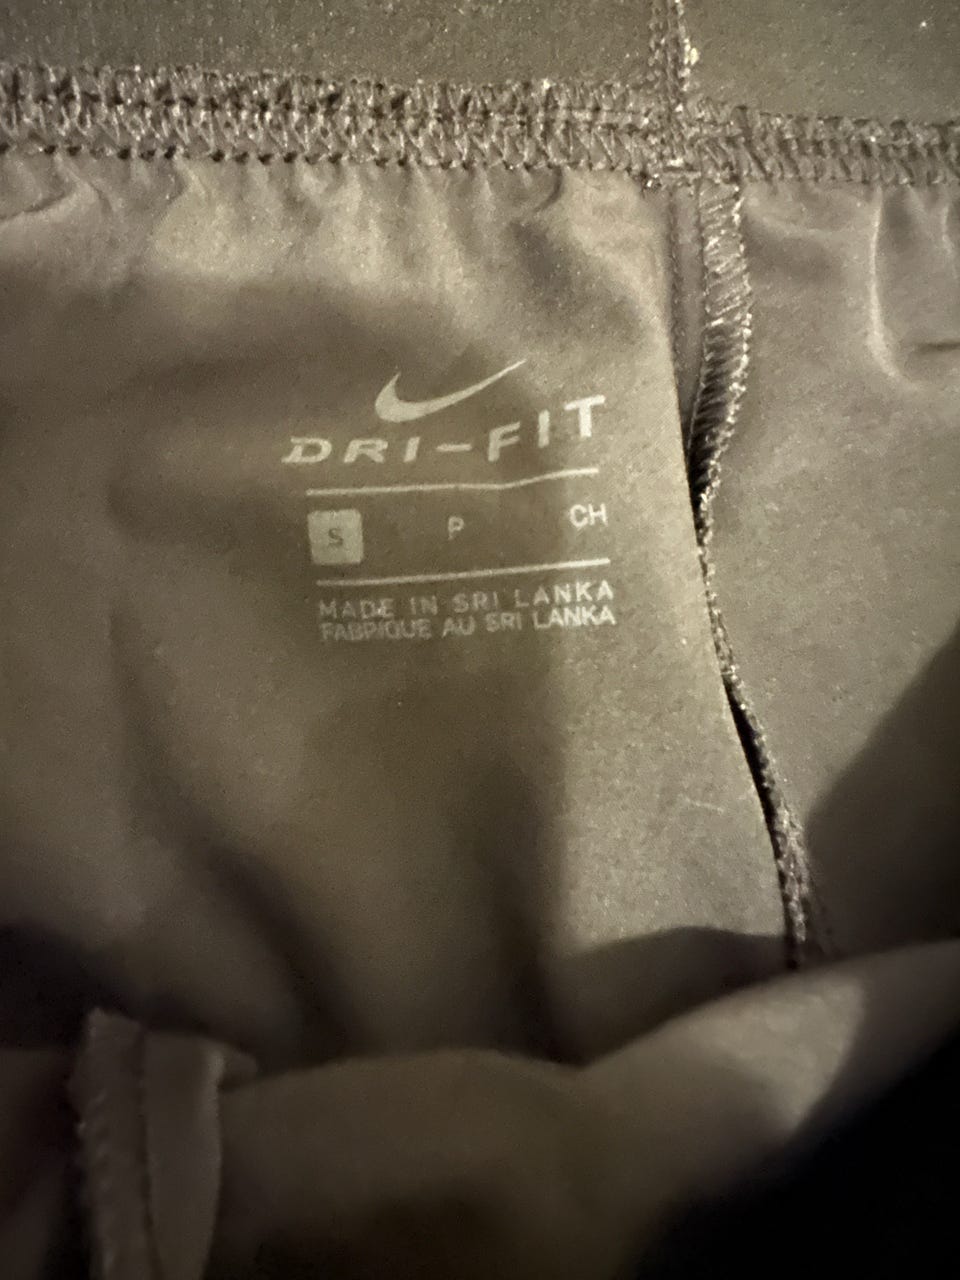 DRI-FIT
S P CH
MADE IN SRI LANKA
FABRIQUE AU SRI LANKA